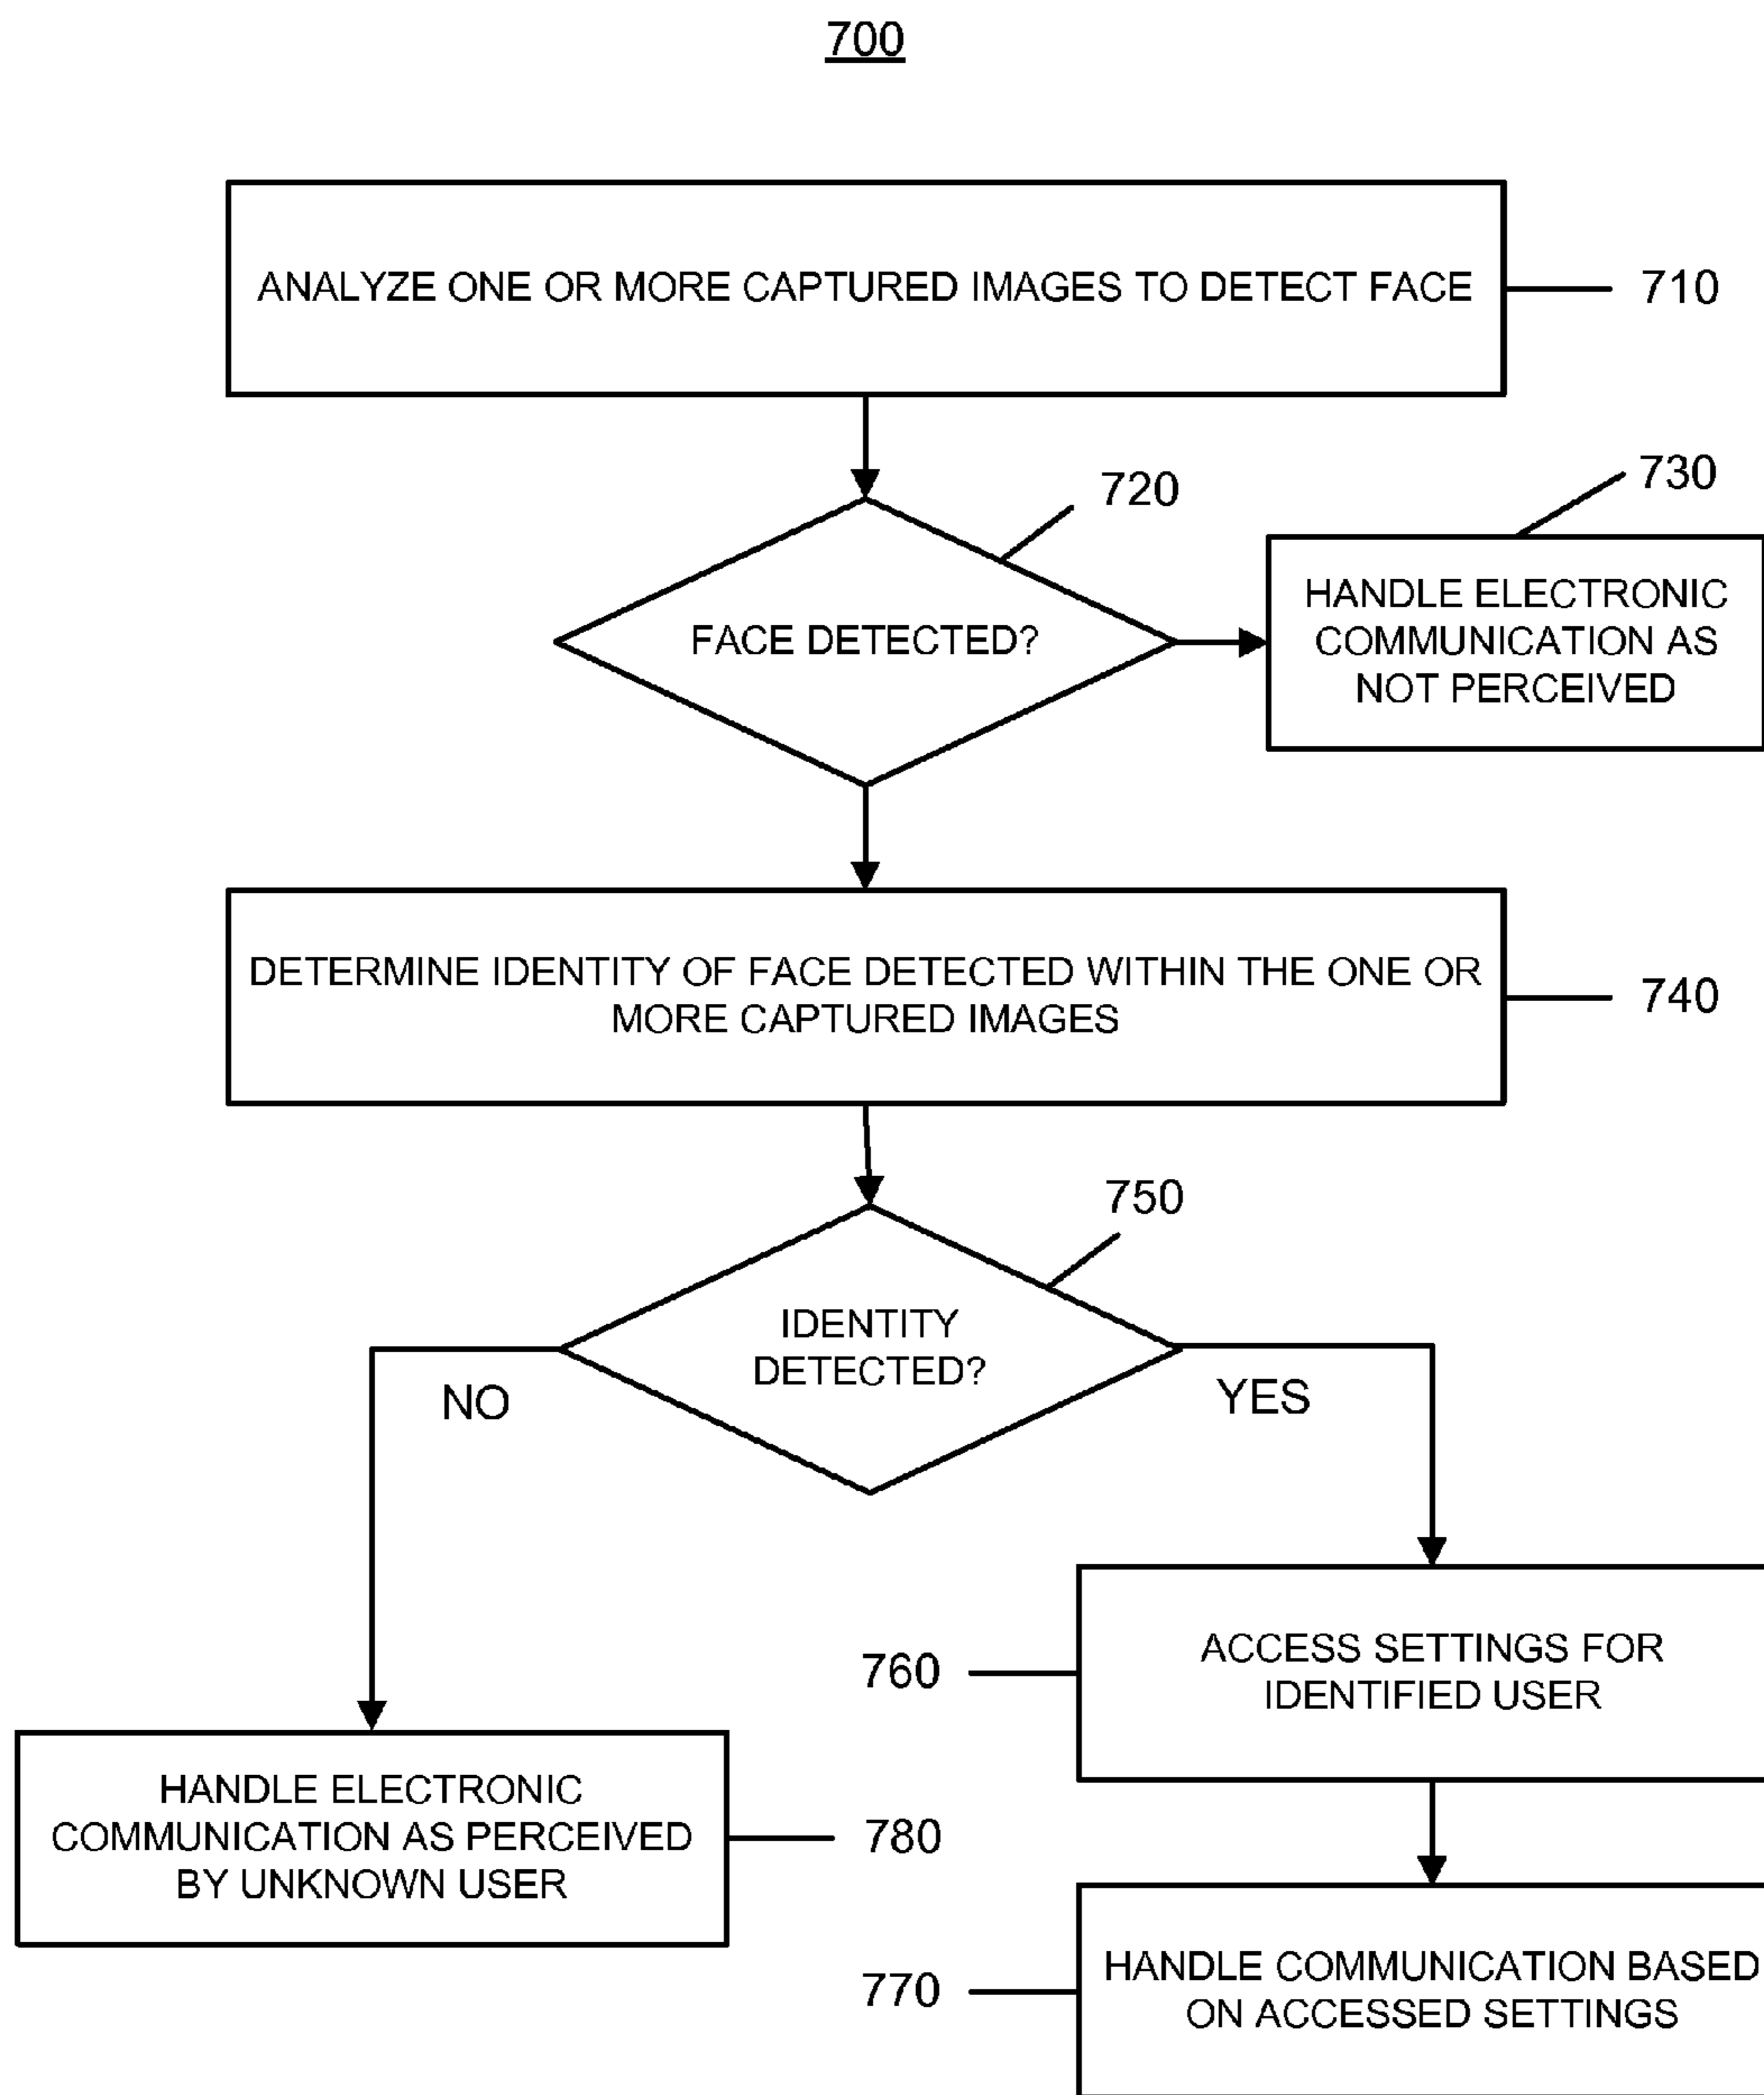 700
ANALYZE ONE OR MORE CAPTURED IMAGES TO DETECT FACE
710
720
730
FACE DETECTED?
HANDLE ELECTRONIC
COMMUNICATION AS
NOT PERCEIVED
DETERMINE IDENTITY OF FACE DETECTED WITHIN THE ONE OR
MORE CAPTURED IMAGES
740
750
IDENTITY
DETECTED?
NO
YES
760
ACCESS SETTINGS FOR
IDENTIFIED USER
HANDLE ELECTRONIC
COMMUNICATION AS PERCEIVED
BY UNKNOWN USER
780
770
HANDLE COMMUNICATION BASED
ON ACCESSED SETTINGS